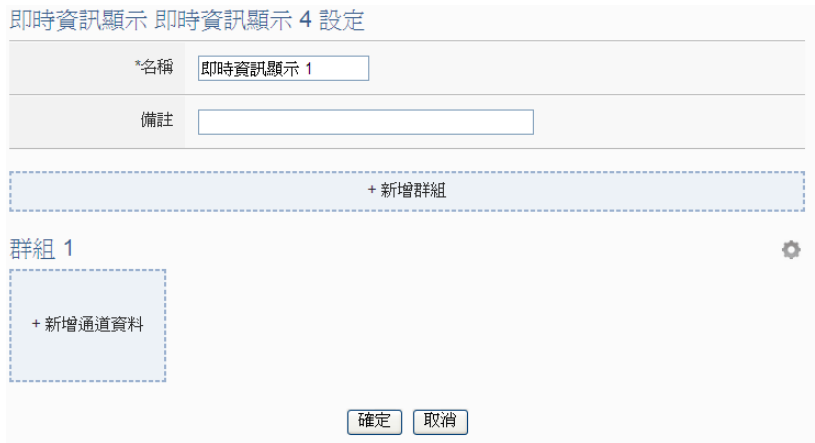 即時資訊顯示 即時資訊顯示 4 設定
*名稱 即時資訊顯示 1
備註
+ 新增群組
群組 1
+ 新增通道資料
確定 取消